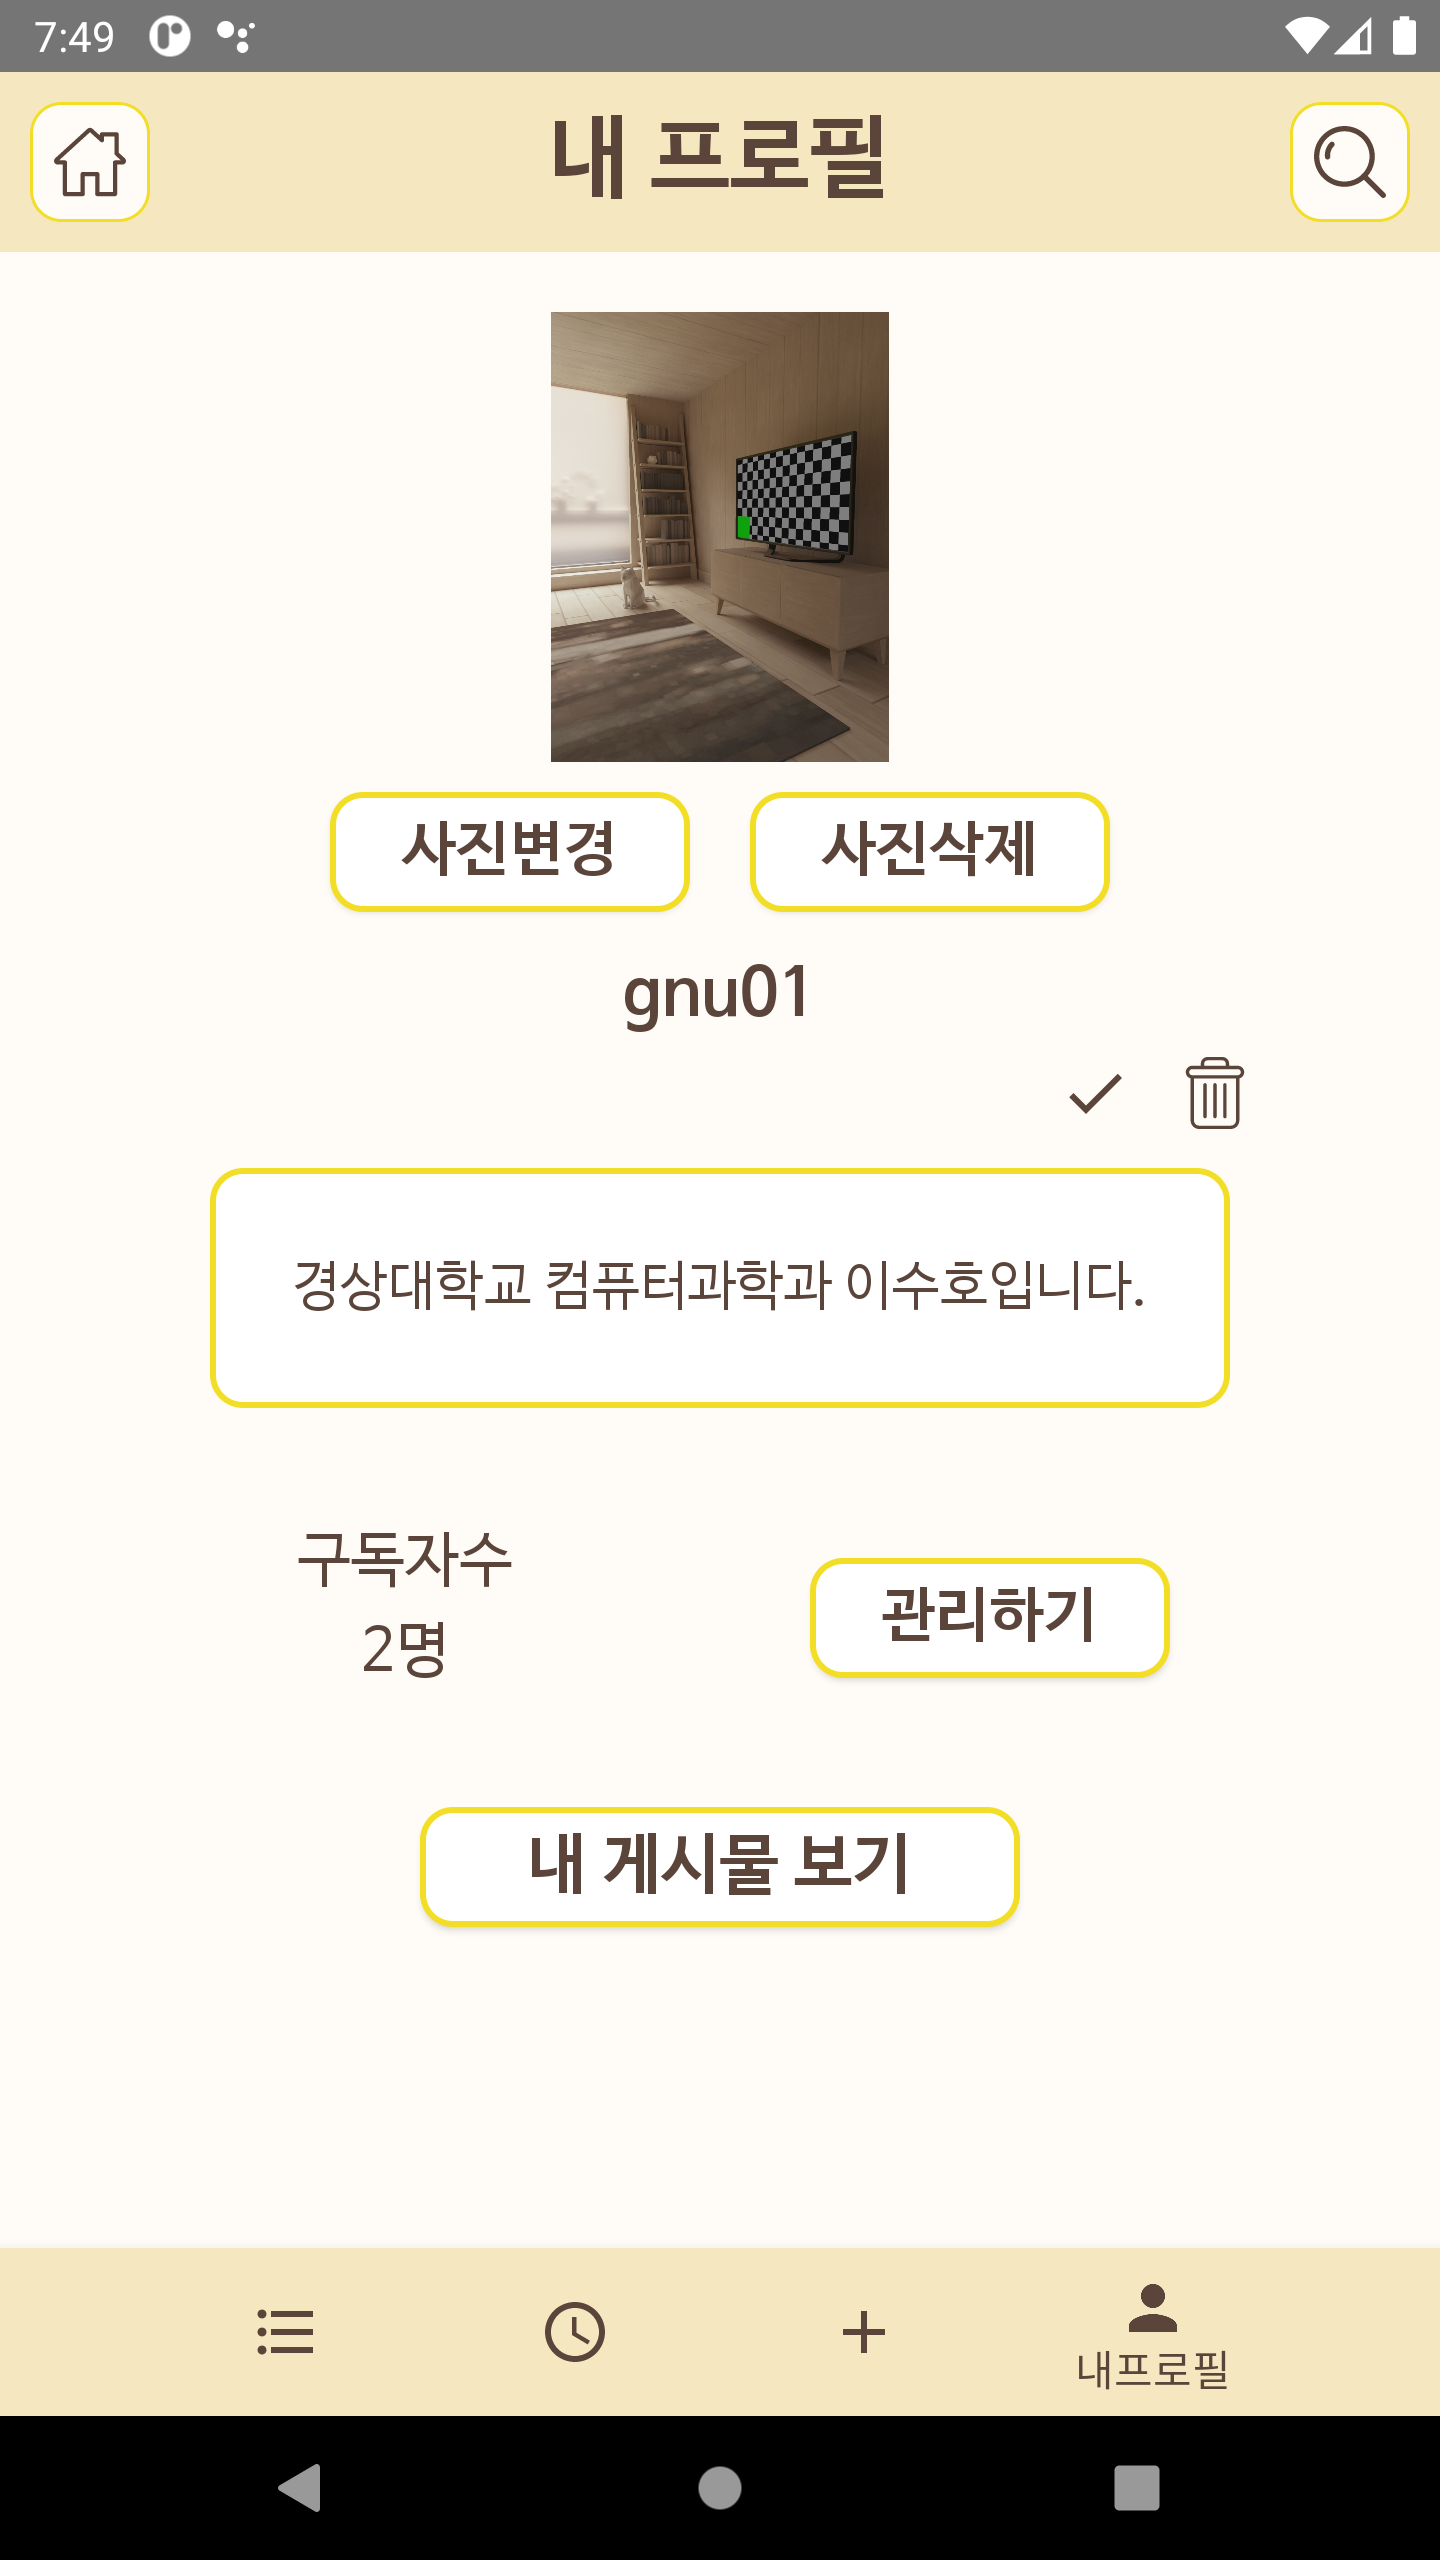 7:49
내 프로필
사진변경
사진삭제
gnu01
경상대학교 컴퓨터과학과 이수호입니다.
구독자수
2명
관리하기
내 게시물 보기
내프로필